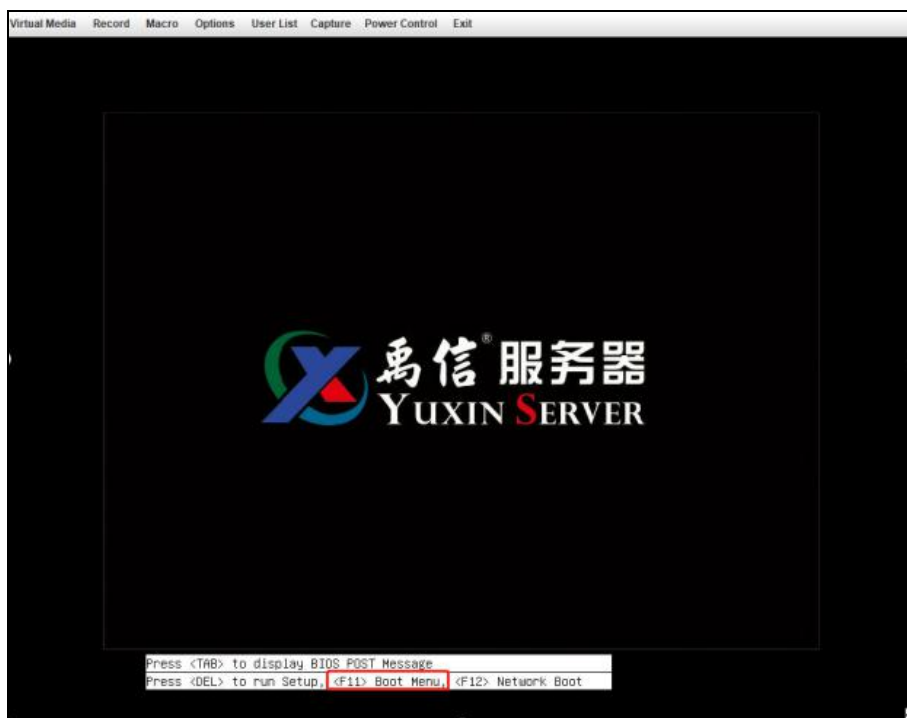 Virtual Media Record Macro Options User List Capture Power Control Exit
禹信®服务器
YUXIN SERVER
Press <TAB> to display BIOS POST Message
Press <DEL> to run Setup, <F11> Boot Menu, <F12> Network Boot